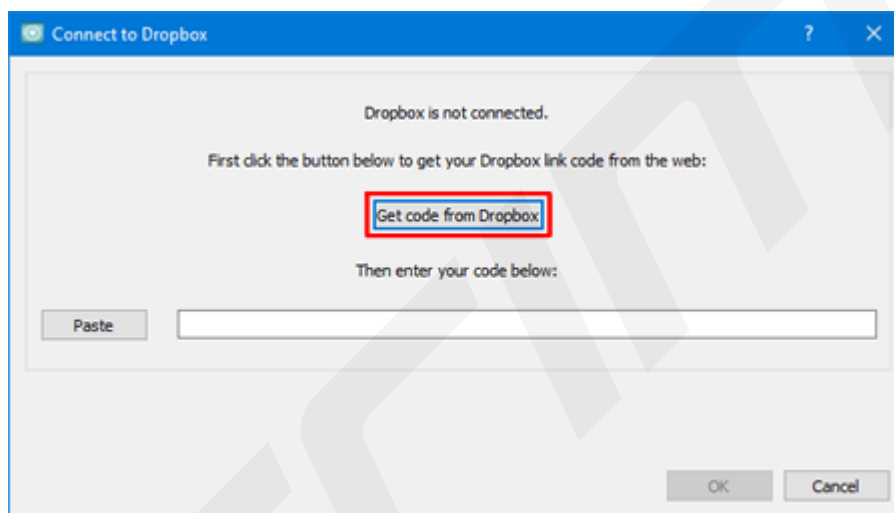 Connect to Dropbox
Dropbox is not connected.
First click the button below to get your Dropbox link code from the web:
Get code from Dropbox
Then enter your code below:
Paste
OK Cancel